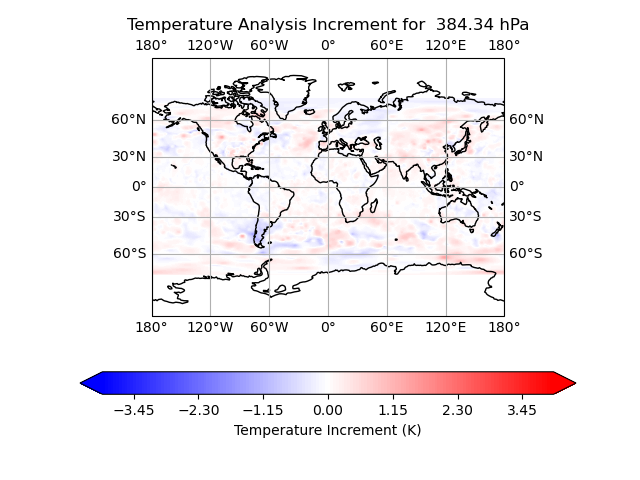 Temperature Analysis Increment for  384.34 hPa
180° 120°W 60°W 0° 60°E 120°E 180°
60°N 60°N
30°N 30°N
0° 0°
30°S 30°S
60°S 60°S
180° 120°W 60°W 0° 60°E 120°E 180°
−3.45 −2.30 −1.15 0.00 1.15 2.30 3.45
Temperature Increment (K)